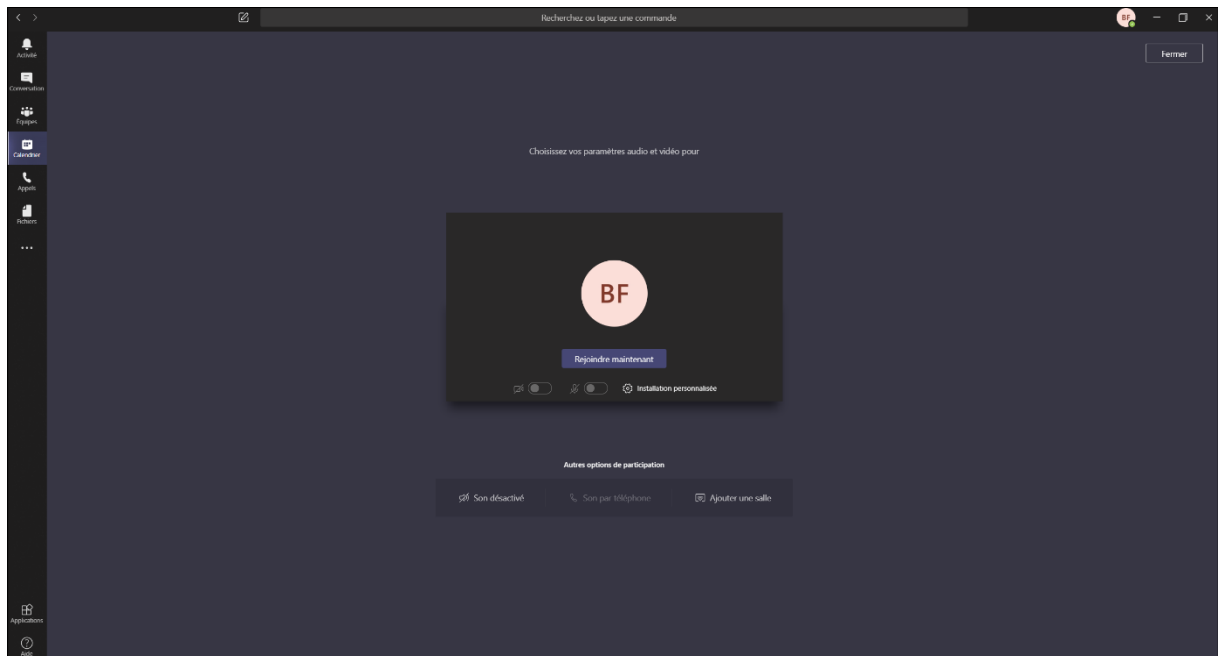 Recherchez ou tapez une commande
BF
Activité
Fermer
Conversation
Équipes
Calendrier
Choisissez vos paramètres audio et vidéo pour
Appels
Fichiers
BF
Rejoindre maintenant
Installation personnalisée
Autres options de participation
Son désactivé
Son par téléphone
Ajouter une salle
Applications
Aide